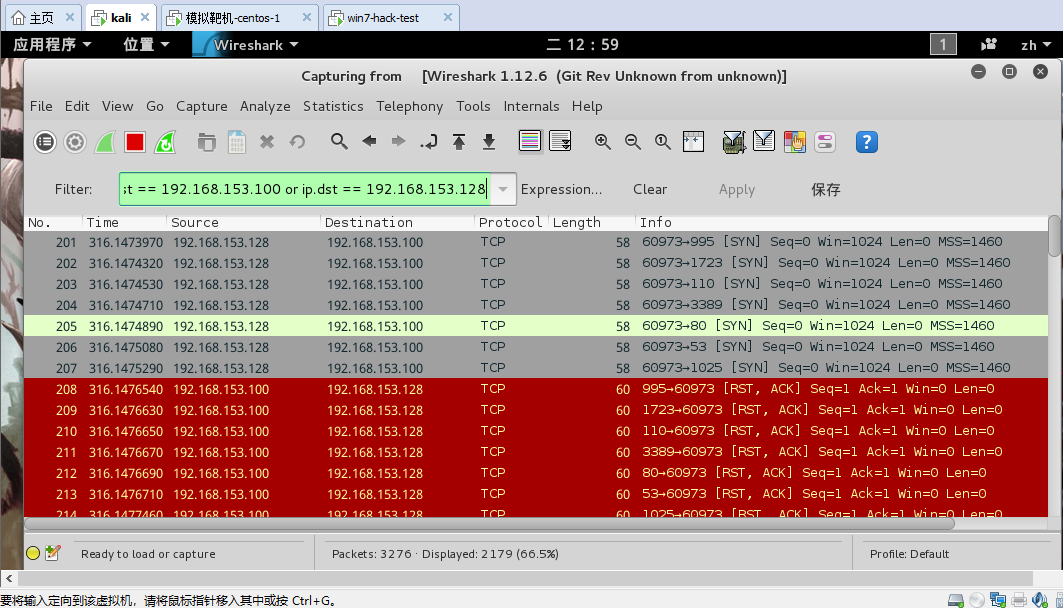 主页 kali 模拟靶机-centos-1 win7-hack-test
应用程序 位置 Wireshark 二 12：59 1 zh
Capturing from [Wireshark 1.12.6 (Git Rev Unknown from unknown)]
File Edit View Go Capture Analyze Statistics Telephony Tools Internals Help
Filter: st == 192.168.153.100 or ip.dst == 192.168.153.128 Expression... Clear Apply 保存
No. Time Source Destination Protocol Length Info
201 316.1473970 192.168.153.128 192.168.153.100 TCP 58 60973→995 [SYN] Seq=0 Win=1024 Len=0 MSS=1460
202 316.1474320 192.168.153.128 192.168.153.100 TCP 58 60973→1723 [SYN] Seq=0 Win=1024 Len=0 MSS=1460
203 316.1474530 192.168.153.128 192.168.153.100 TCP 58 60973→110 [SYN] Seq=0 Win=1024 Len=0 MSS=1460
204 316.1474710 192.168.153.128 192.168.153.100 TCP 58 60973→3389 [SYN] Seq=0 Win=1024 Len=0 MSS=1460
205 316.1474890 192.168.153.128 192.168.153.100 TCP 58 60973→80 [SYN] Seq=0 Win=1024 Len=0 MSS=1460
206 316.1475080 192.168.153.128 192.168.153.100 TCP 58 60973→53 [SYN] Seq=0 Win=1024 Len=0 MSS=1460
207 316.1475290 192.168.153.128 192.168.153.100 TCP 58 60973→1025 [SYN] Seq=0 Win=1024 Len=0 MSS=1460
208 316.1476540 192.168.153.100 192.168.153.128 TCP 60 995→60973 [RST, ACK] Seq=1 Ack=1 Win=0 Len=0
209 316.1476630 192.168.153.100 192.168.153.128 TCP 60 1723→60973 [RST, ACK] Seq=1 Ack=1 Win=0 Len=0
210 316.1476650 192.168.153.100 192.168.153.128 TCP 60 110→60973 [RST, ACK] Seq=1 Ack=1 Win=0 Len=0
211 316.1476670 192.168.153.100 192.168.153.128 TCP 60 3389→60973 [RST, ACK] Seq=1 Ack=1 Win=0 Len=0
212 316.1476690 192.168.153.100 192.168.153.128 TCP 60 80→60973 [RST, ACK] Seq=1 Ack=1 Win=0 Len=0
213 316.1476710 192.168.153.100 192.168.153.128 TCP 60 53→60973 [RST, ACK] Seq=1 Ack=1 Win=0 Len=0
214 316.1477460 192.168.153.100 192.168.153.128 TCP 60 1025→60973 [RST, ACK] Seq=1 Ack=1 Win=0 Len=0
Ready to load or capture Packets: 3276 · Displayed: 2179 (66.5%) Profile: Default
要将输入定向到该虚拟机，请将鼠标指针移入其中或按 Ctrl+G。